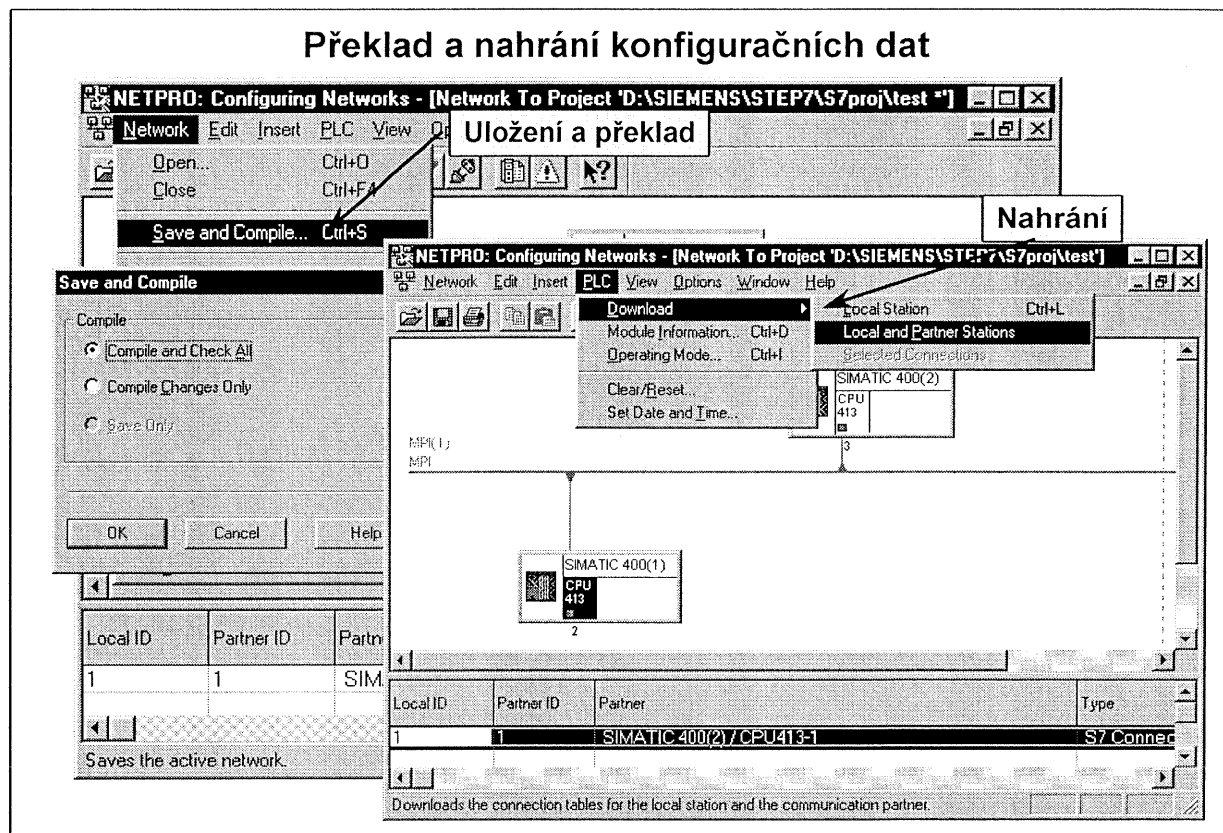 Překlad a nahrání konfiguračních dat
NETPRO: Configuring Networks - [Network To Project 'D:\SIEMENS\STEP7\S7proj\test *']
Network Edit Insert PLC View
Uložení a překlad
Open... Ctrl+O
Close Ctrl+F4
Save and Compile... Ctrl+S
Nahrání
Save and Compile
Compile
Compile and Check All
Compile Changes Only
Save Only
OK Cancel Help
Local ID Partner ID Partn
1 1 SIM
Saves the active network.
NETPRO: Configuring Networks - [Network To Project 'D:\SIEMENS\STEP7\S7proj\test']
Network Edit Insert PLC View Options Window Help
Download
Module Information... Ctrl+D
Operating Mode... Ctrl+I
Clear/Reset...
Set Date and Time...
Local Station Ctrl+L
Local and Partner Stations
Selected Connections
SIMATIC 400(2)
CPU
413
3
MPI(1)
MPI
SIMATIC 400(1)
CPU
413
2
Local ID Partner ID Partner Type
1 1 SIMATIC 400(2) / CPU413-1 S7 Connec
Downloads the connection tables for the local station and the communication partner.